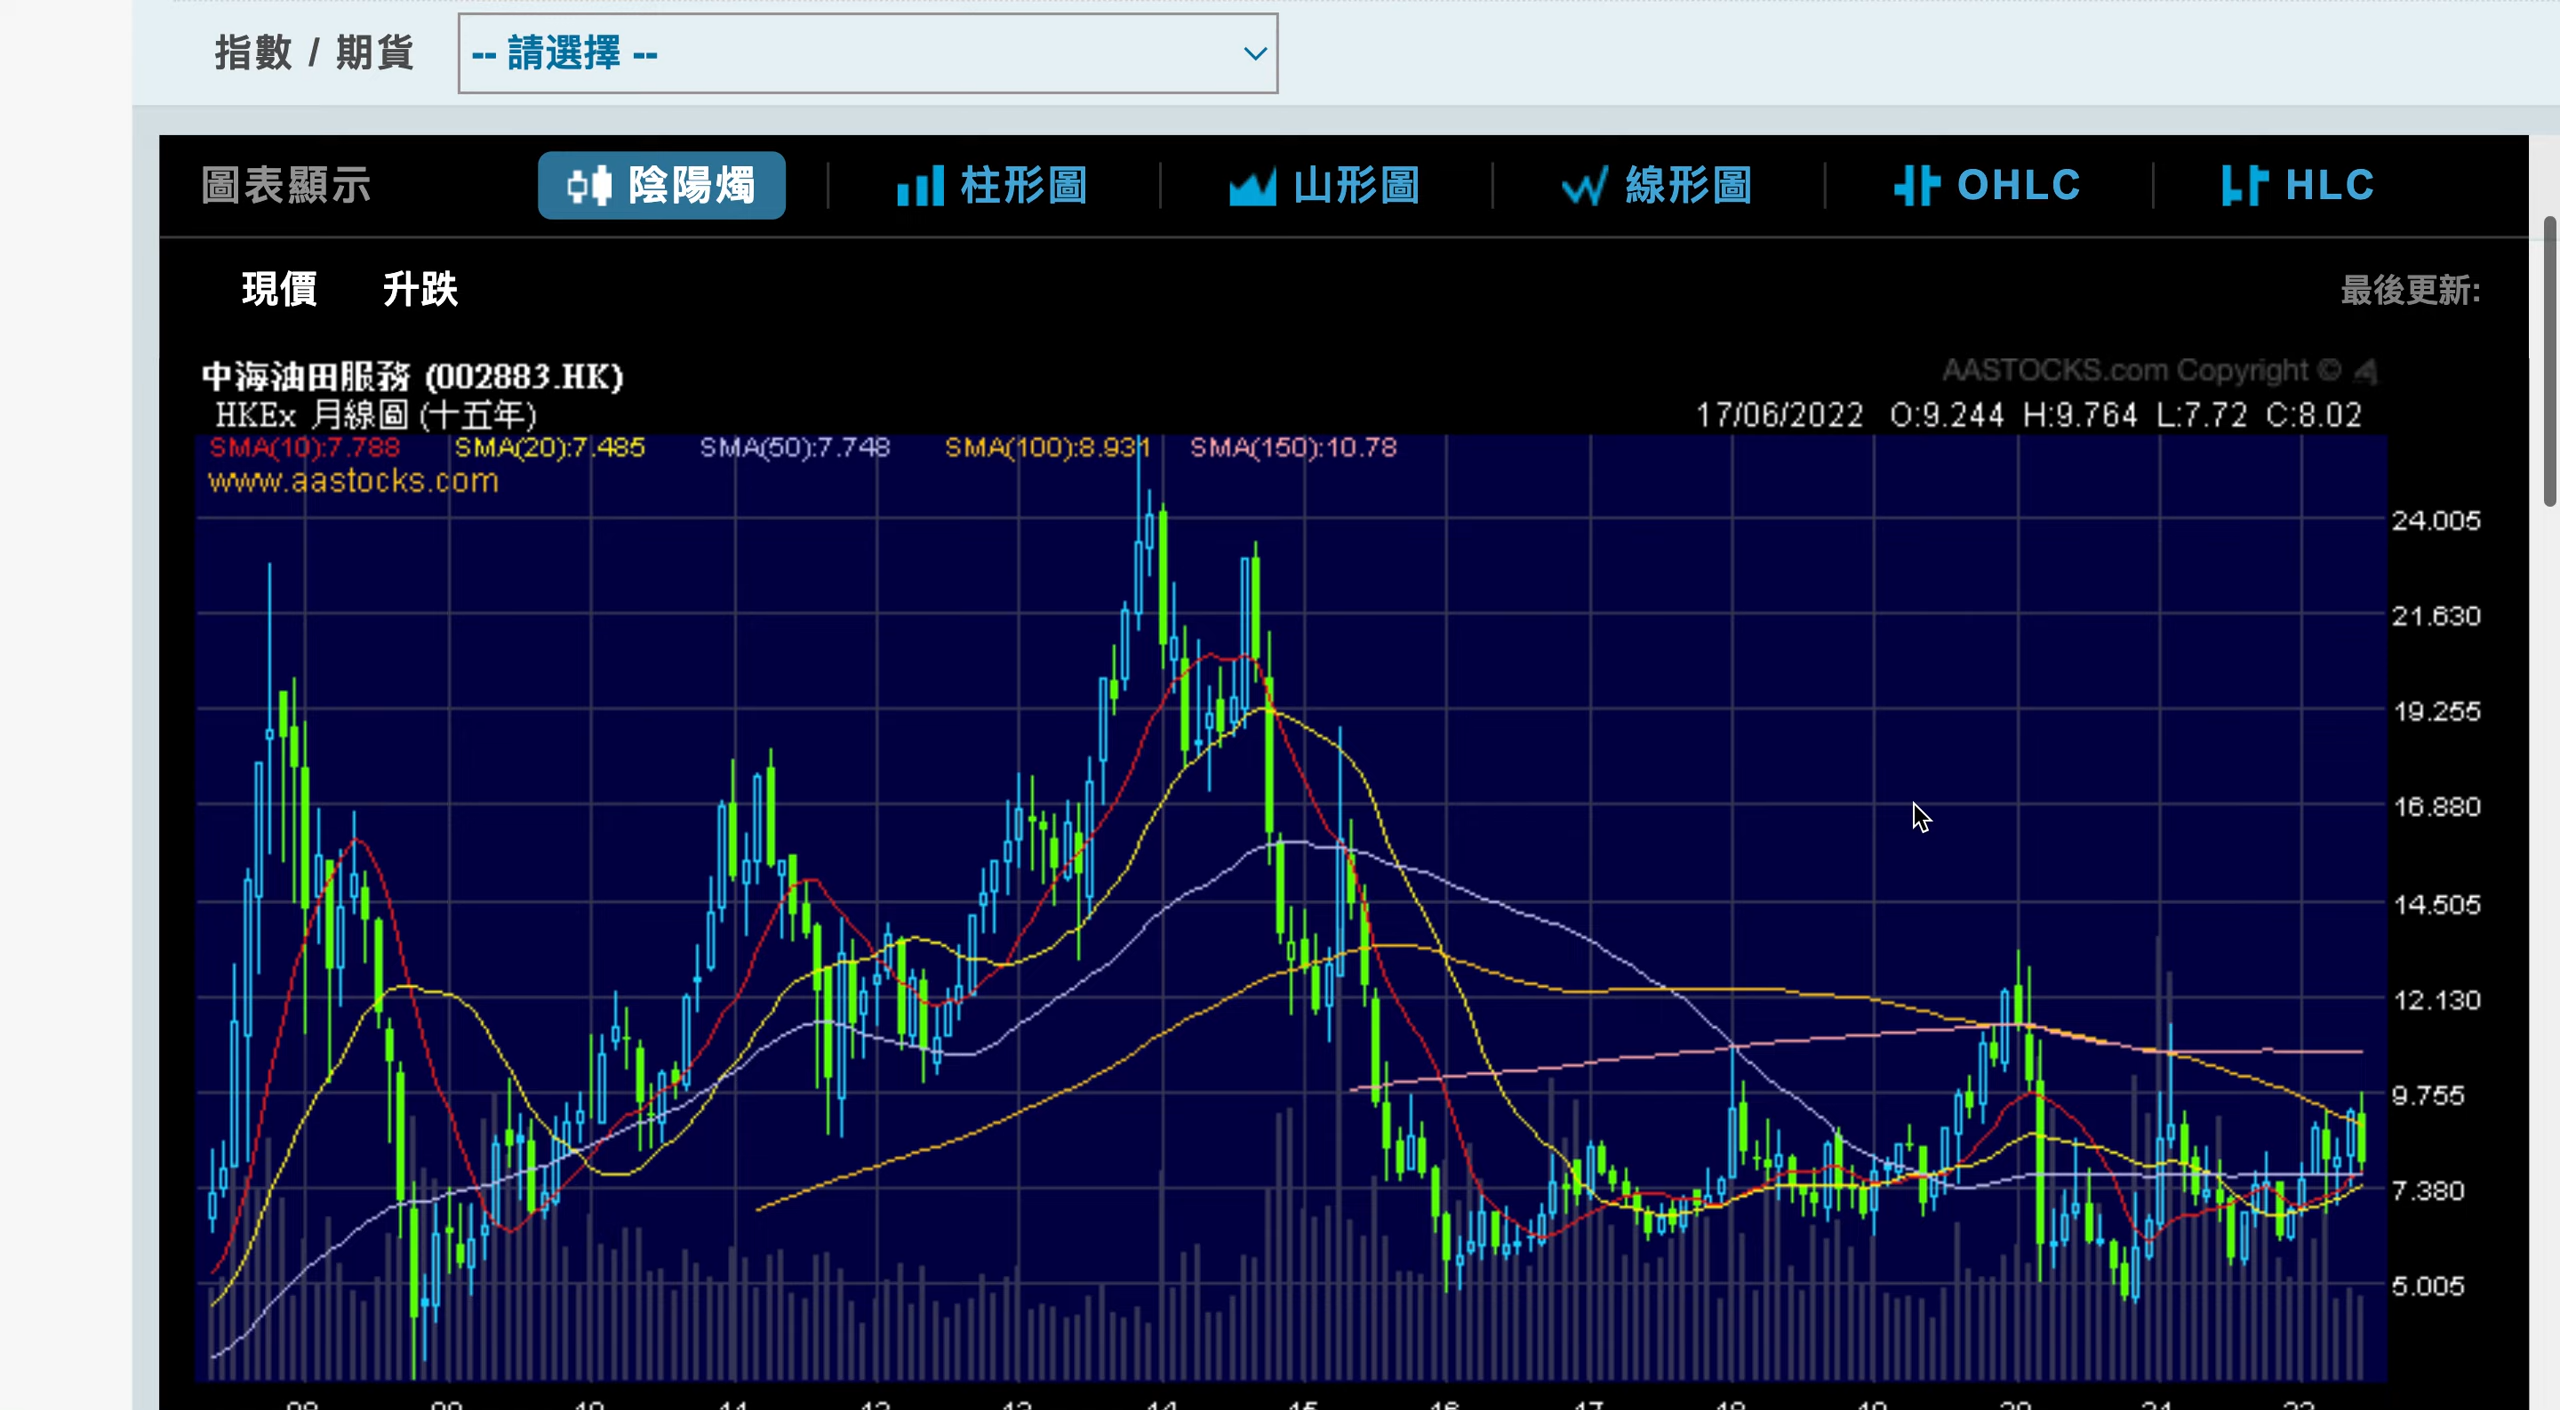 指數 / 期貨 -- 請選擇 --
圖表顯示 陰陽燭 柱形圖 山形圖 線形圖 OHLC HLC
現價 升跌 最後更新:
中海油田服務 (002883.HK) AASTOCKS.com Copyright ©
HKEx 月線圖 (十五年) 17/06/2022 O:9.244 H:9.764 L:7.72 C:8.02
SMA(10):7.788 SMA(20):7.485 SMA(50):7.748 SMA(100):8.931 SMA(150):10.78
www.aastocks.com
24.005
21.630
19.255
16.880
14.505
12.130
9.755
7.380
5.005